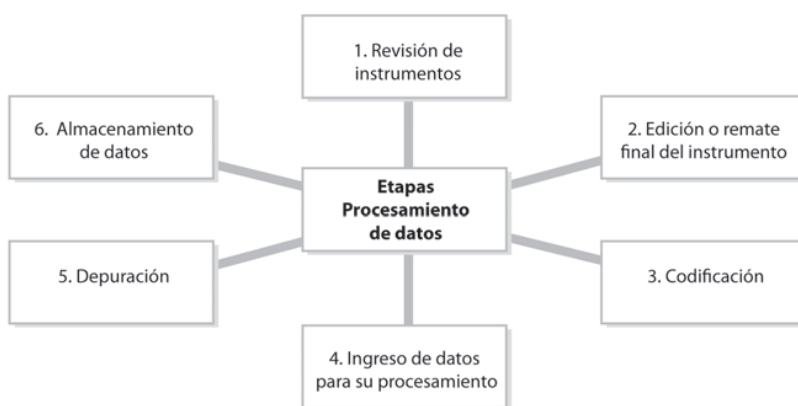 1. Revisión de
instrumentos
2. Edición o remate
final del instrumento
3. Codificación
4. Ingreso de datos
para su procesamiento
5. Depuración
6. Almacenamiento
de datos
Etapas
Procesamiento
de datos